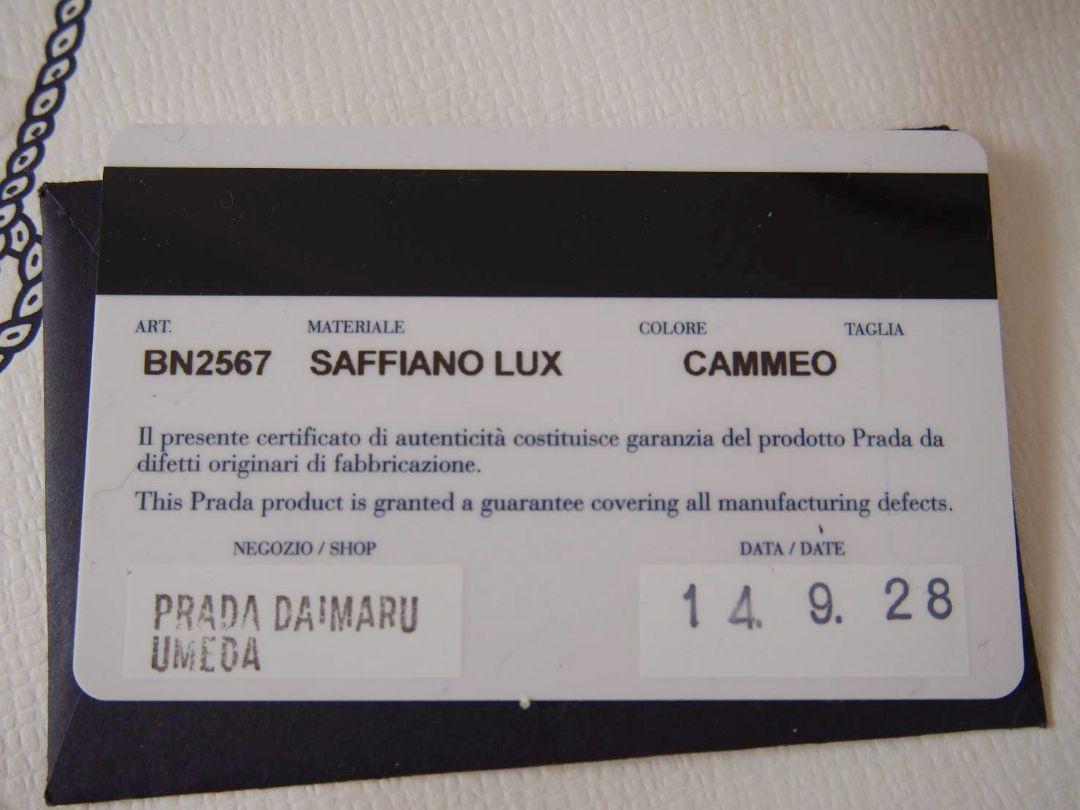 ART. MATERIALE COLORE TAGLIA
BN2567 SAFFIANO LUX CAMMEO
Il presente certificato di autenticità costituisce garanzia del prodotto Prada da
difetti originari di fabbricazione.
This Prada product is granted a guarantee covering all manufacturing defects.
NEGOZIO / SHOP DATA / DATE
PRADA DAIMARU
UMEDA
14. 9. 28